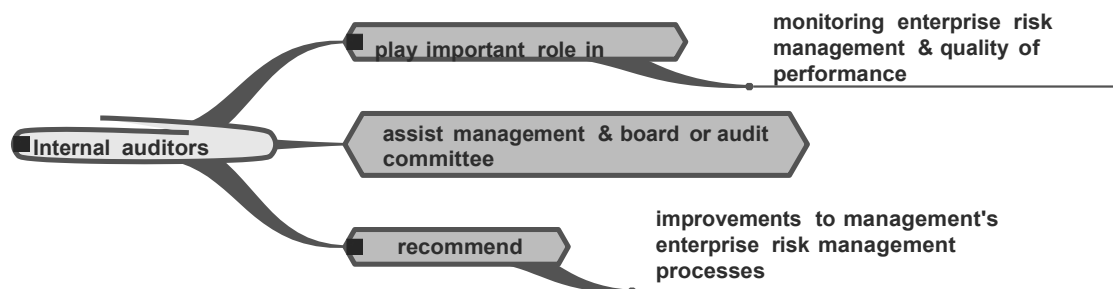 monitoring enterprise risk
management & quality of
performance
play important role in
Internal auditors
assist management & board or audit
committee
recommend
improvements to management's
enterprise risk management
processes